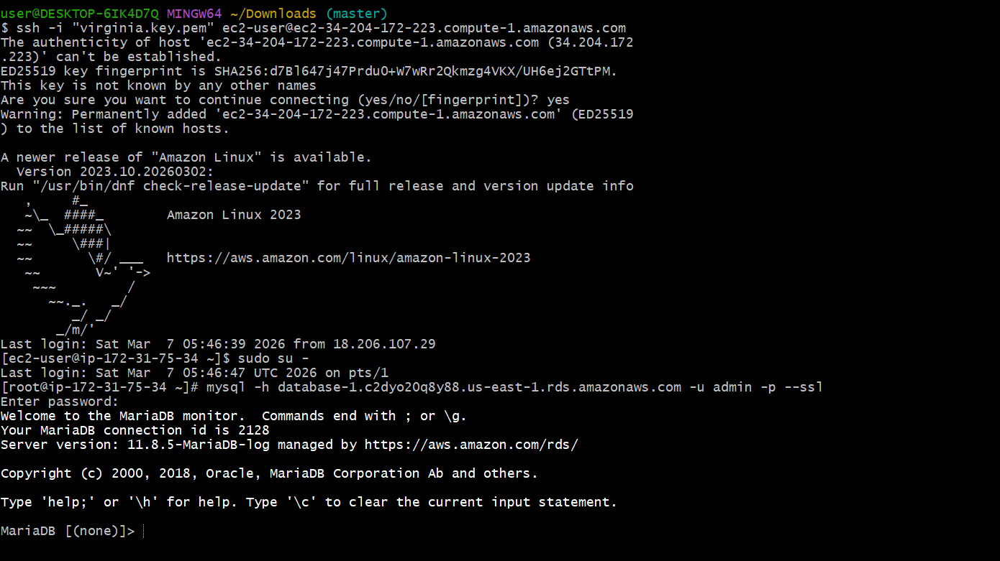 user@DESKTOP-6IK4D7Q MINGW64 ~/Downloads (master)
$ ssh -i "virginia.key.pem" ec2-user@ec2-34-204-172-223.compute-1.amazonaws.com
The authenticity of host 'ec2-34-204-172-223.compute-1.amazonaws.com (34.204.172
.223)' can't be established.
ED25519 key fingerprint is SHA256:d7Bl647j47Prdu0+W7wRr2Qkmzg4VKX/UH6ej2GTtPM.
This key is not known by any other names
Are you sure you want to continue connecting (yes/no/[fingerprint])? yes
Warning: Permanently added 'ec2-34-204-172-223.compute-1.amazonaws.com' (ED25519
) to the list of known hosts.

A newer release of "Amazon Linux" is available.
  Version 2023.10.20260302:
Run "/usr/bin/dnf check-release-update" for full release and version update info
   ,     #_
   ~\_  ####_        Amazon Linux 2023
  ~~  \_#####\
  ~~     \###|
  ~~       \#/ ___   https://aws.amazon.com/linux/amazon-linux-2023
   ~~       V~' '->
    ~~~         /
      ~~._.   _/
         _/ _/
       _/m/'
Last login: Sat Mar  7 05:46:39 2026 from 18.206.107.29
[ec2-user@ip-172-31-75-34 ~]$ sudo su -
Last login: Sat Mar  7 05:46:47 UTC 2026 on pts/1
[root@ip-172-31-75-34 ~]# mysql -h database-1.c2dyo20q8y88.us-east-1.rds.amazonaws.com -u admin -p --ssl
Enter password:
Welcome to the MariaDB monitor.  Commands end with ; or \g.
Your MariaDB connection id is 2128
Server version: 11.8.5-MariaDB-log managed by https://aws.amazon.com/rds/

Copyright (c) 2000, 2018, Oracle, MariaDB Corporation Ab and others.

Type 'help;' or '\h' for help. Type '\c' to clear the current input statement.

MariaDB [(none)]>